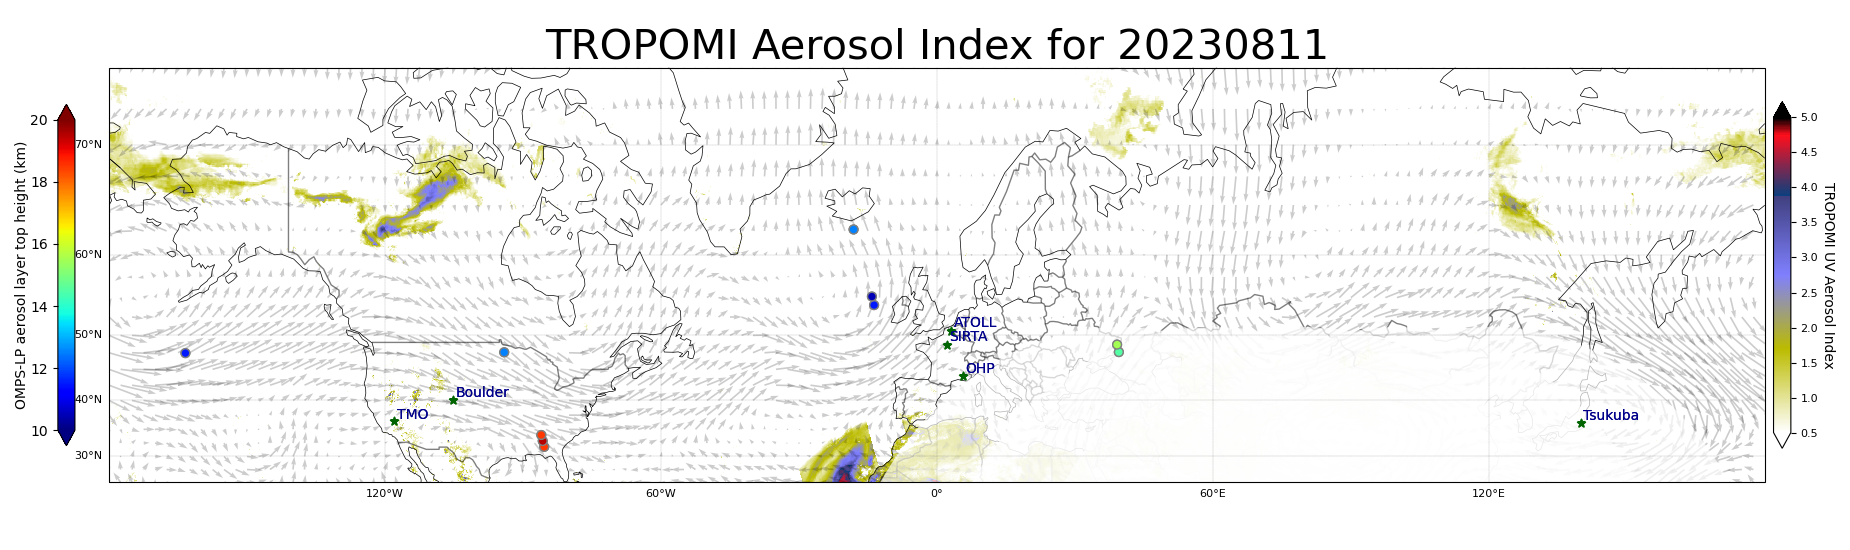 TROPOMI Aerosol Index for 20230811
OMPS-LP aerosol layer top height (km)
20
18
16
14
12
10
70°N
60°N
50°N
40°N
30°N
120°W
60°W
0°
60°E
120°E
ATOLL
SIRTA
OHP
Boulder
TMO
Tsukuba
5.0
4.5
4.0
3.5
3.0
2.5
2.0
1.5
1.0
0.5
TROPOMI UV Aerosol Index